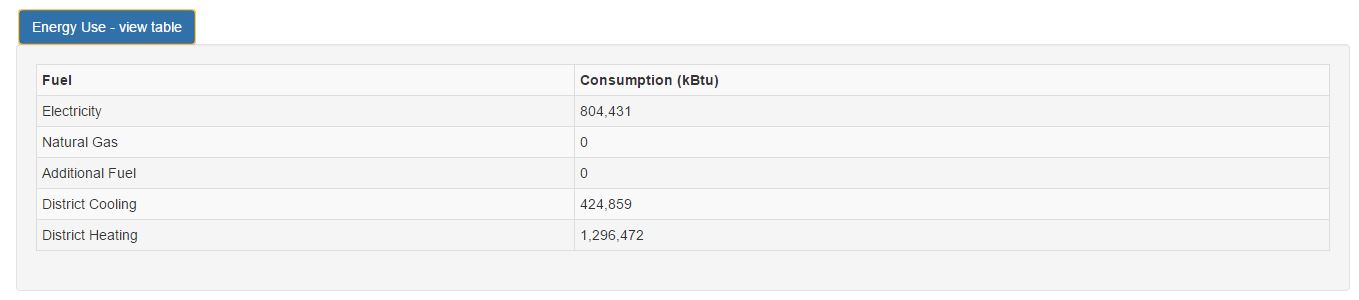 Energy Use - view table
Fuel Consumption (kBtu)
Electricity 804,431
Natural Gas 0
Additional Fuel 0
District Cooling 424,859
District Heating 1,296,472